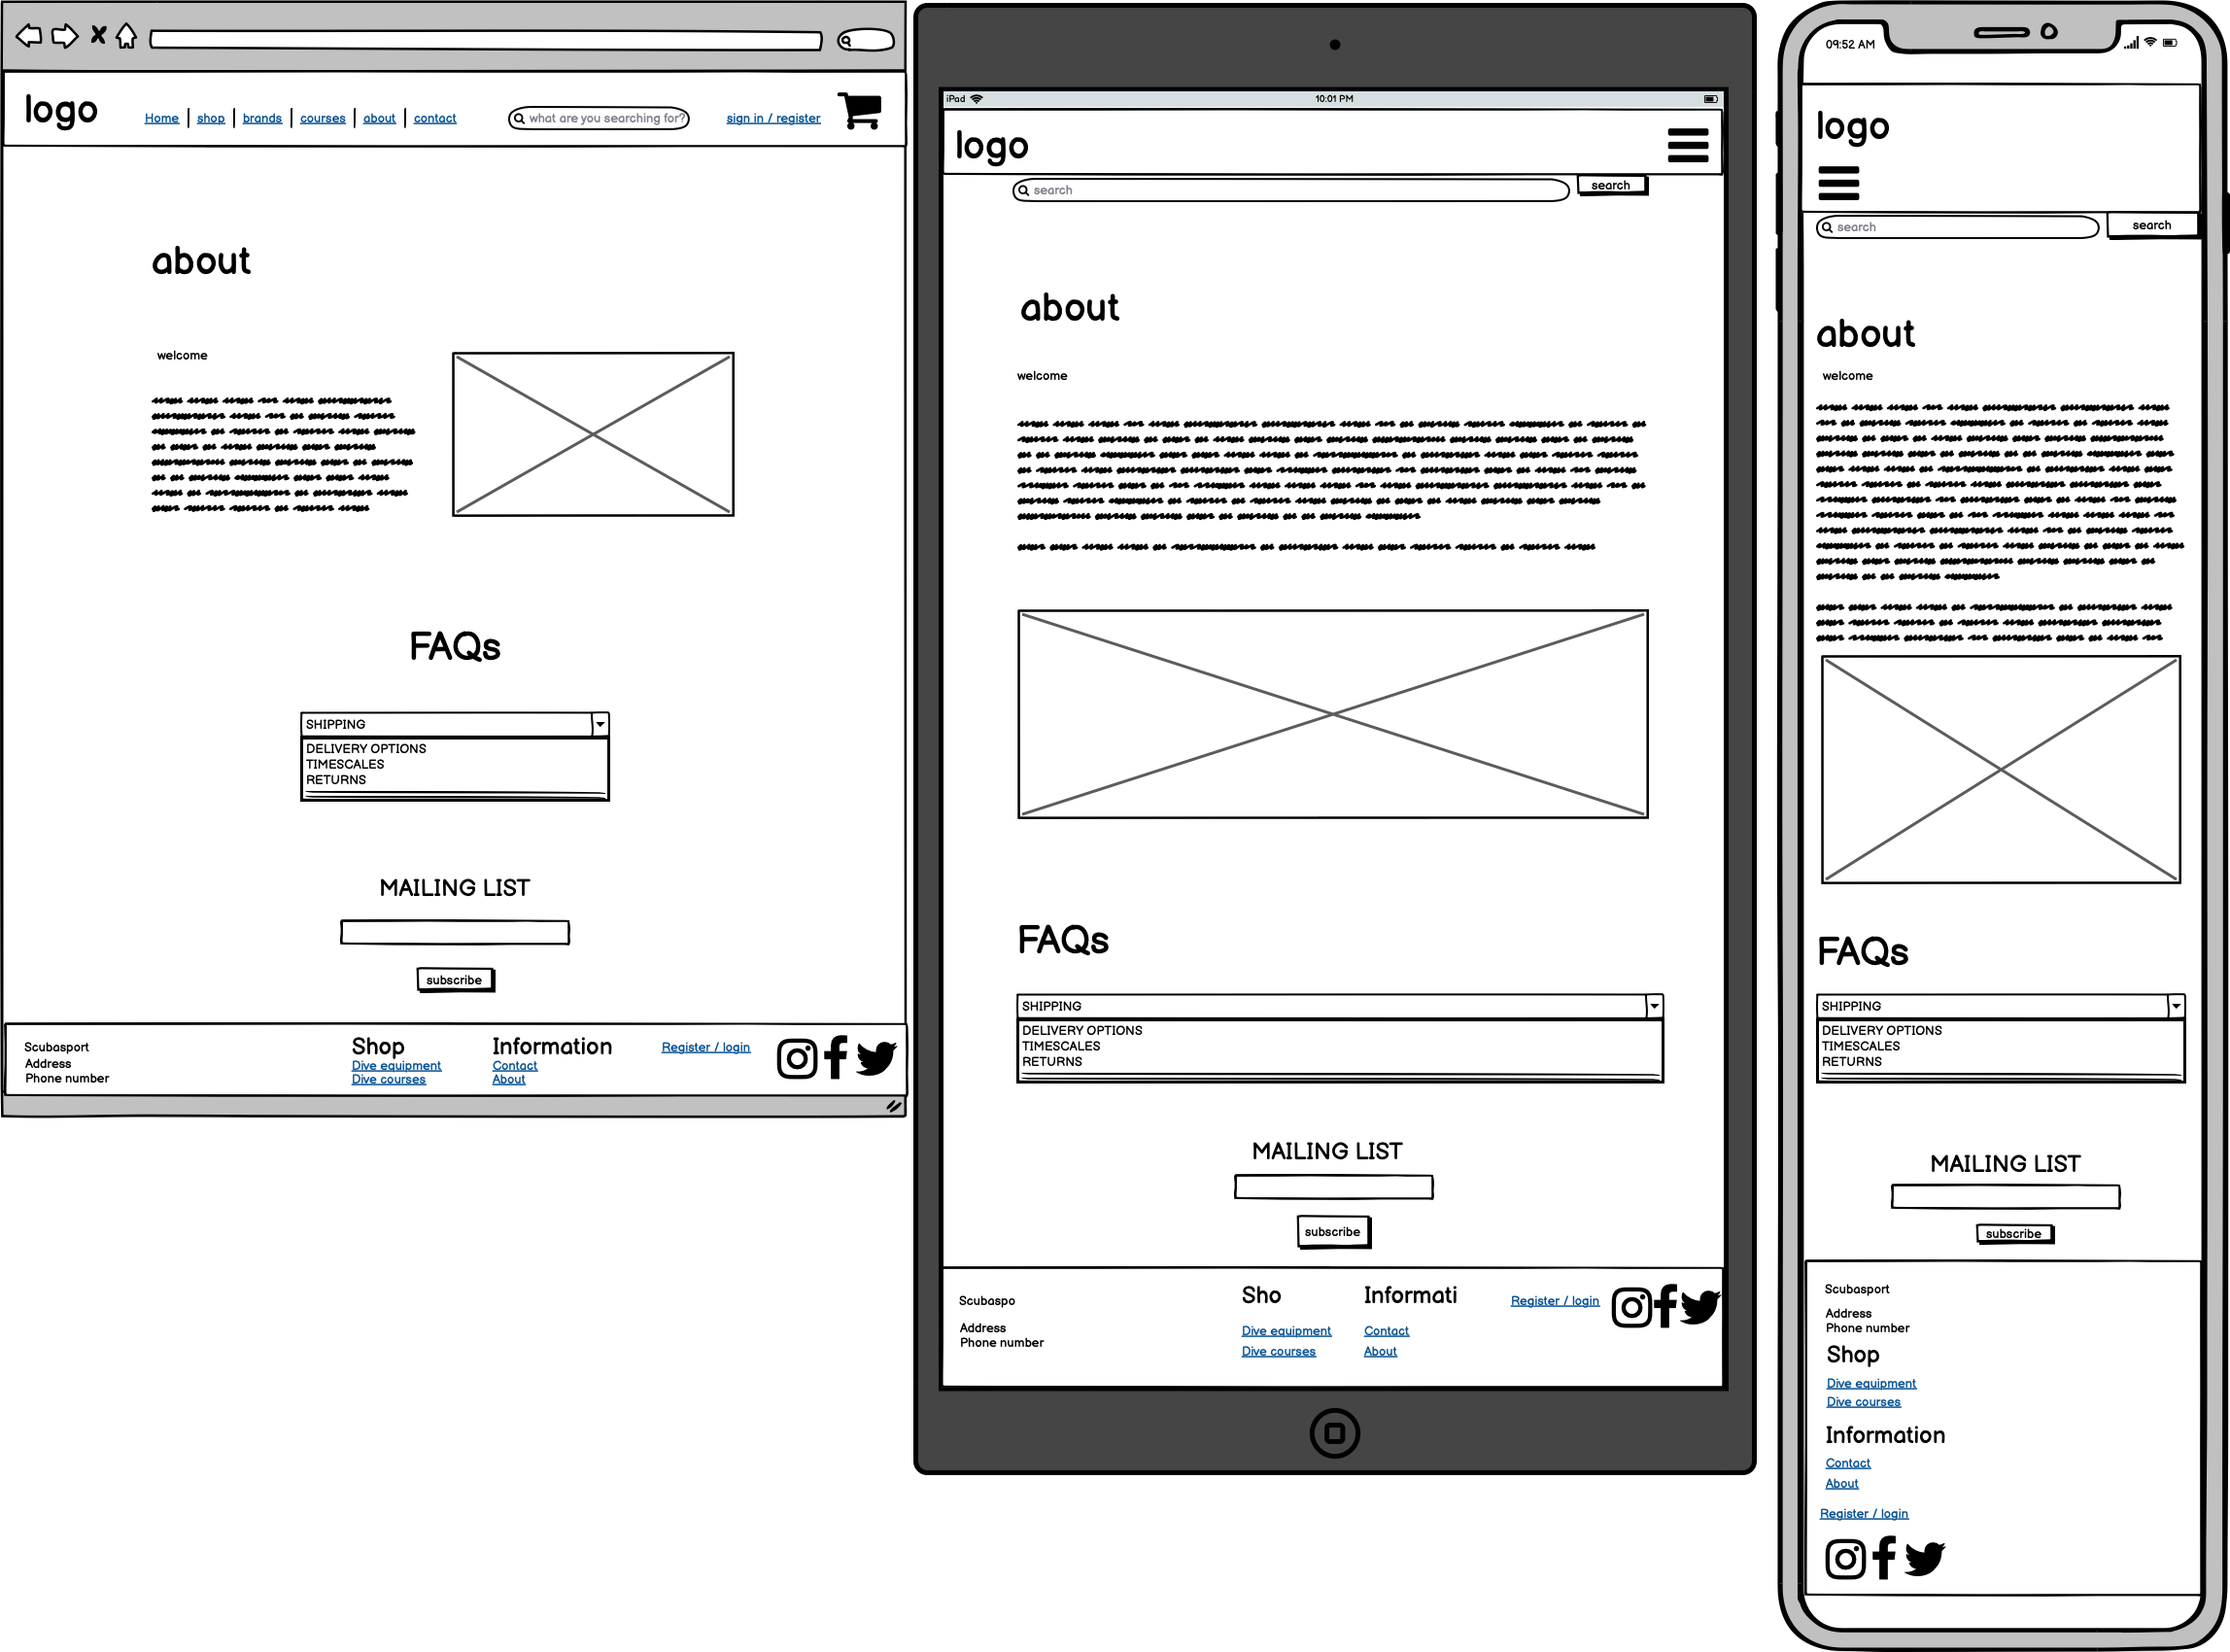 logo
Home | shop | brands | courses | about | contact
what are you searching for?
sign in / register
about
welcome
FAQs
SHIPPING
DELIVERY OPTIONS
TIMESCALES
RETURNS
MAILING LIST
subscribe
Scubasport
Address
Phone number
Shop
Dive equipment
Dive courses
Information
Contact
About
Register / login
iPad
10:01 PM
logo
search
search
about
welcome
FAQs
SHIPPING
DELIVERY OPTIONS
TIMESCALES
RETURNS
MAILING LIST
subscribe
Scubaspo
Address
Phone number
Sho
Dive equipment
Dive courses
Informati
Contact
About
Register / login
09:52 AM
logo
search
search
about
welcome
FAQs
SHIPPING
DELIVERY OPTIONS
TIMESCALES
RETURNS
MAILING LIST
subscribe
Scubasport
Address
Phone number
Shop
Dive equipment
Dive courses
Information
Contact
About
Register / login